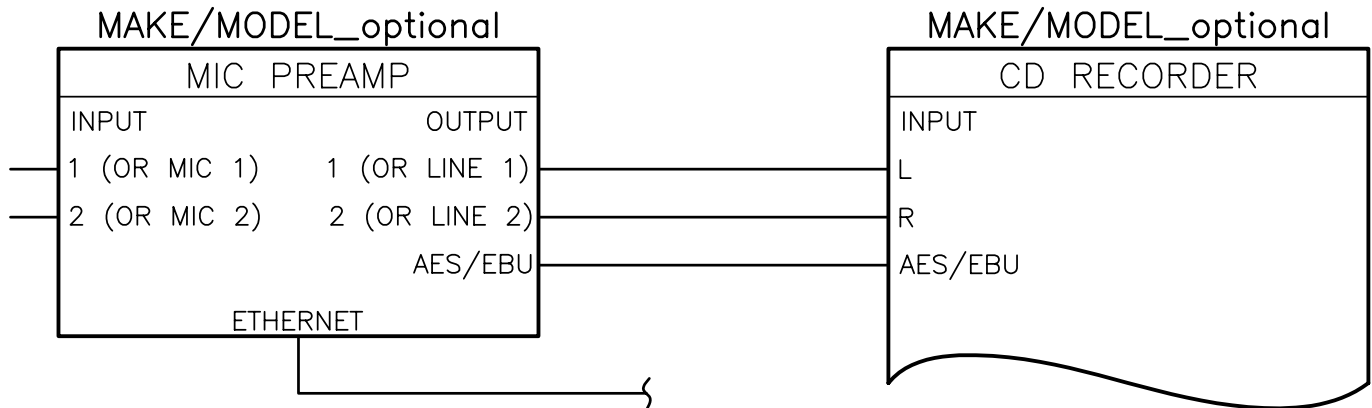 MAKE/MODEL_optional
MIC PREAMP
INPUT OUTPUT
1 (OR MIC 1) 1 (OR LINE 1)
2 (OR MIC 2) 2 (OR LINE 2)
AES/EBU
ETHERNET
MAKE/MODEL_optional
CD RECORDER
INPUT
L
R
AES/EBU